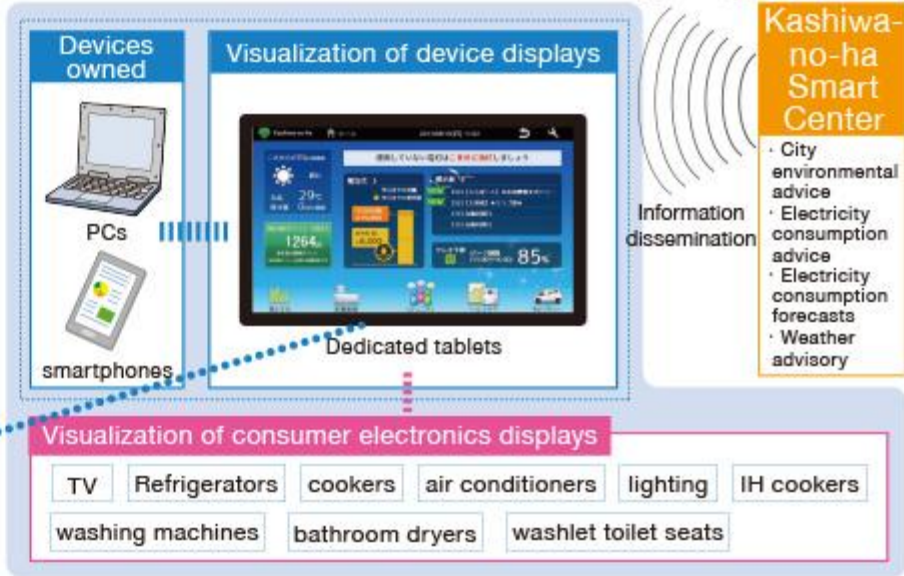 Devices
owned
PCs
smartphones
Visualization of device displays
29℃
1264
85%
Dedicated tablets
Information
dissemination
Kashiwa-
no-ha
Smart
Center
・City
environmental
advice
・Electricity
consumption
advice
・Electricity
consumption
forecasts
・Weather
advisory
Visualization of consumer electronics displays
TV
Refrigerators
cookers
air conditioners
lighting
IH cookers
washing machines
bathroom dryers
washlet toilet seats